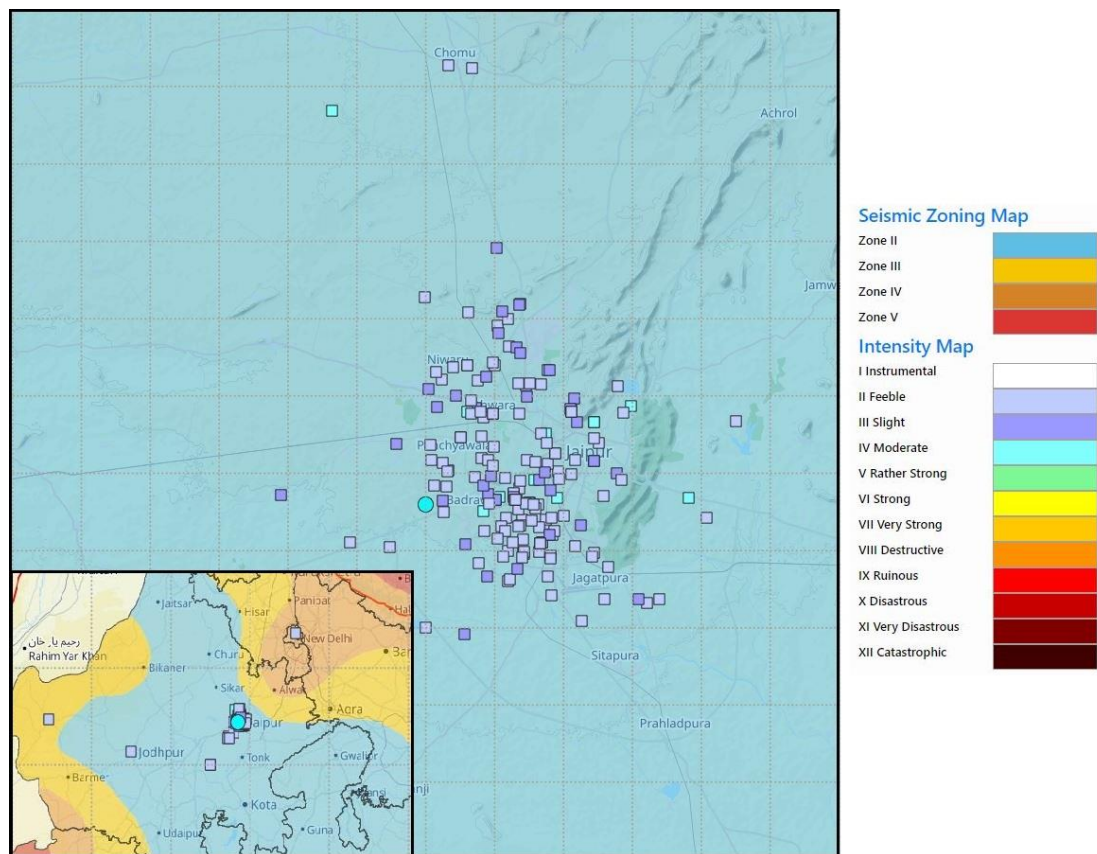 Chomu
Achrol
Jamw
Niwaru
Jaipur
Jagatpura
Sitapura
Prahladpura
Jaitsar
Hisar
Panipat
رحیم یار خان
Rahim Yar Khan
New Delhi
Churu
Bikaner
Sikar
Alwar
Agra
Jaipur
Jodhpur
Tonk
Gwalior
Barmer
Kota
Udaipur
Guna
Seismic Zoning Map
Zone II
Zone III
Zone IV
Zone V
Intensity Map
I Instrumental
II Feeble
III Slight
IV Moderate
V Rather Strong
VI Strong
VII Very Strong
VIII Destructive
IX Ruinous
X Disastrous
XI Very Disastrous
XII Catastrophic